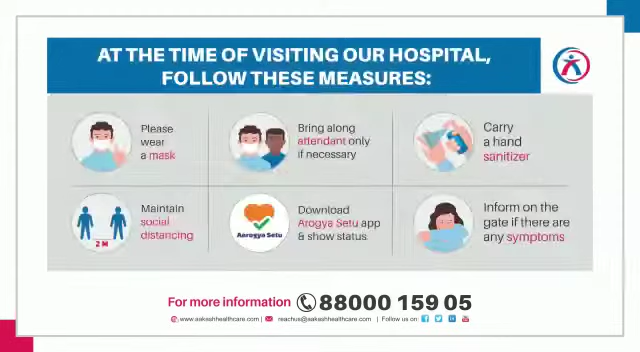 AT THE TIME OF VISITING OUR HOSPITAL,
FOLLOW THESE MEASURES:
Please
wear
a mask
Bring along
attendant only
if necessary
Carry
a hand
sanitizer
2 M
Maintain
social
distancing
Aarogya Setu
Download
Arogya Setu app
& show status
Inform on the
gate if there are
any symptoms
For more information 88000 159 05
www.aakashhealthcare.com | reachus@aakashhealthcare.com | Follow us on: